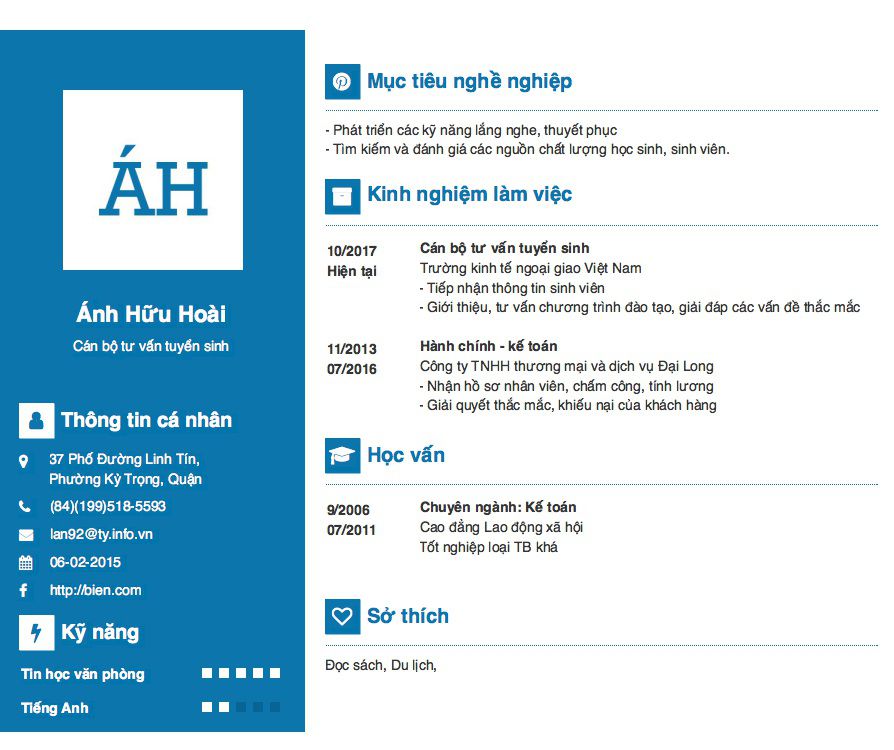 ÁH
Ánh Hữu Hoài
Cán bộ tư vấn tuyển sinh
Thông tin cá nhân
37 Phố Đường Linh Tín,
Phường Kỳ Trọng, Quận
(84)(199)518-5593
lan92@ty.info.vn
06-02-2015
http://bien.com
Kỹ năng
Tin học văn phòng
Tiếng Anh
Mục tiêu nghề nghiệp
- Phát triển các kỹ năng lắng nghe, thuyết phục
- Tìm kiếm và đánh giá các nguồn chất lượng học sinh, sinh viên.
Kinh nghiệm làm việc
10/2017
Hiện tại
Cán bộ tư vấn tuyển sinh
Trường kinh tế ngoại giao Việt Nam
- Tiếp nhận thông tin sinh viên
- Giới thiệu, tư vấn chương trình đào tạo, giải đáp các vấn đề thắc mắc
11/2013
07/2016
Hành chính - kế toán
Công ty TNHH thương mại và dịch vụ Đại Long
- Nhận hồ sơ nhân viên, chấm công, tính lương
- Giải quyết thắc mắc, khiếu nại của khách hàng
Học vấn
9/2006
07/2011
Chuyên ngành: Kế toán
Cao đẳng Lao động xã hội
Tốt nghiệp loại TB khá
Sở thích
Đọc sách, Du lịch,